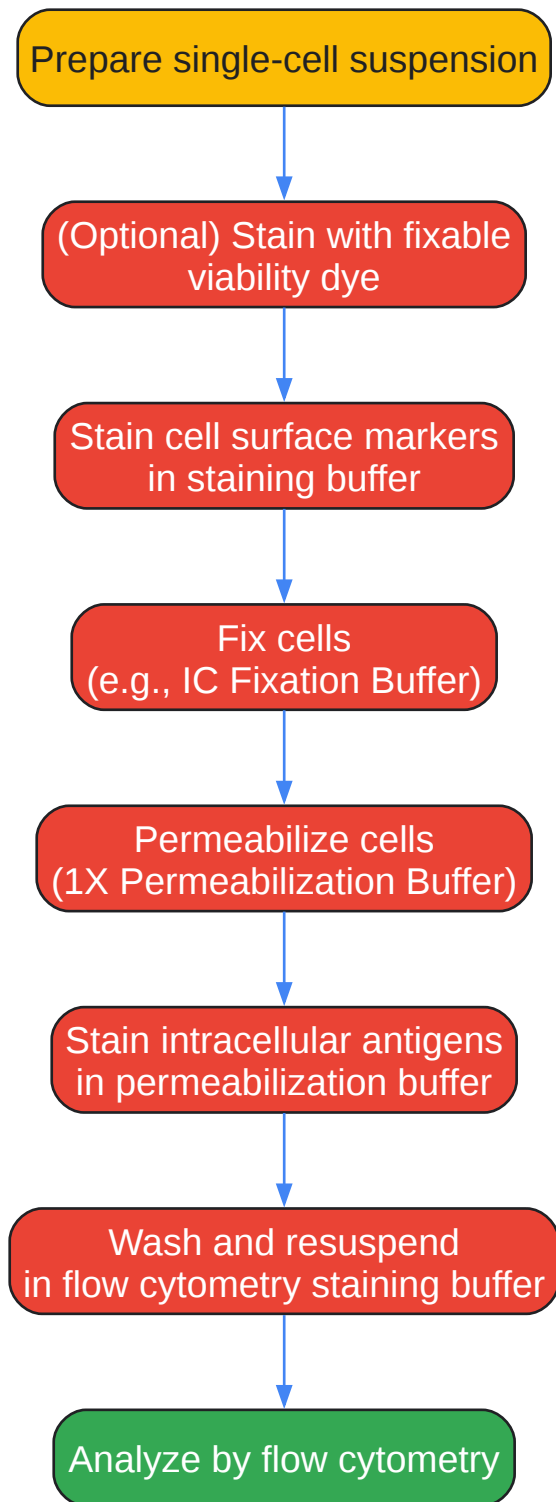 Prepare single-cell suspension
(Optional) Stain with fixable
viability dye
Stain cell surface markers
in staining buffer
Fix cells
(e.g., IC Fixation Buffer)
Permeabilize cells
(1X Permeabilization Buffer)
Stain intracellular antigens
in permeabilization buffer
Wash and resuspend
in flow cytometry staining buffer
Analyze by flow cytometry